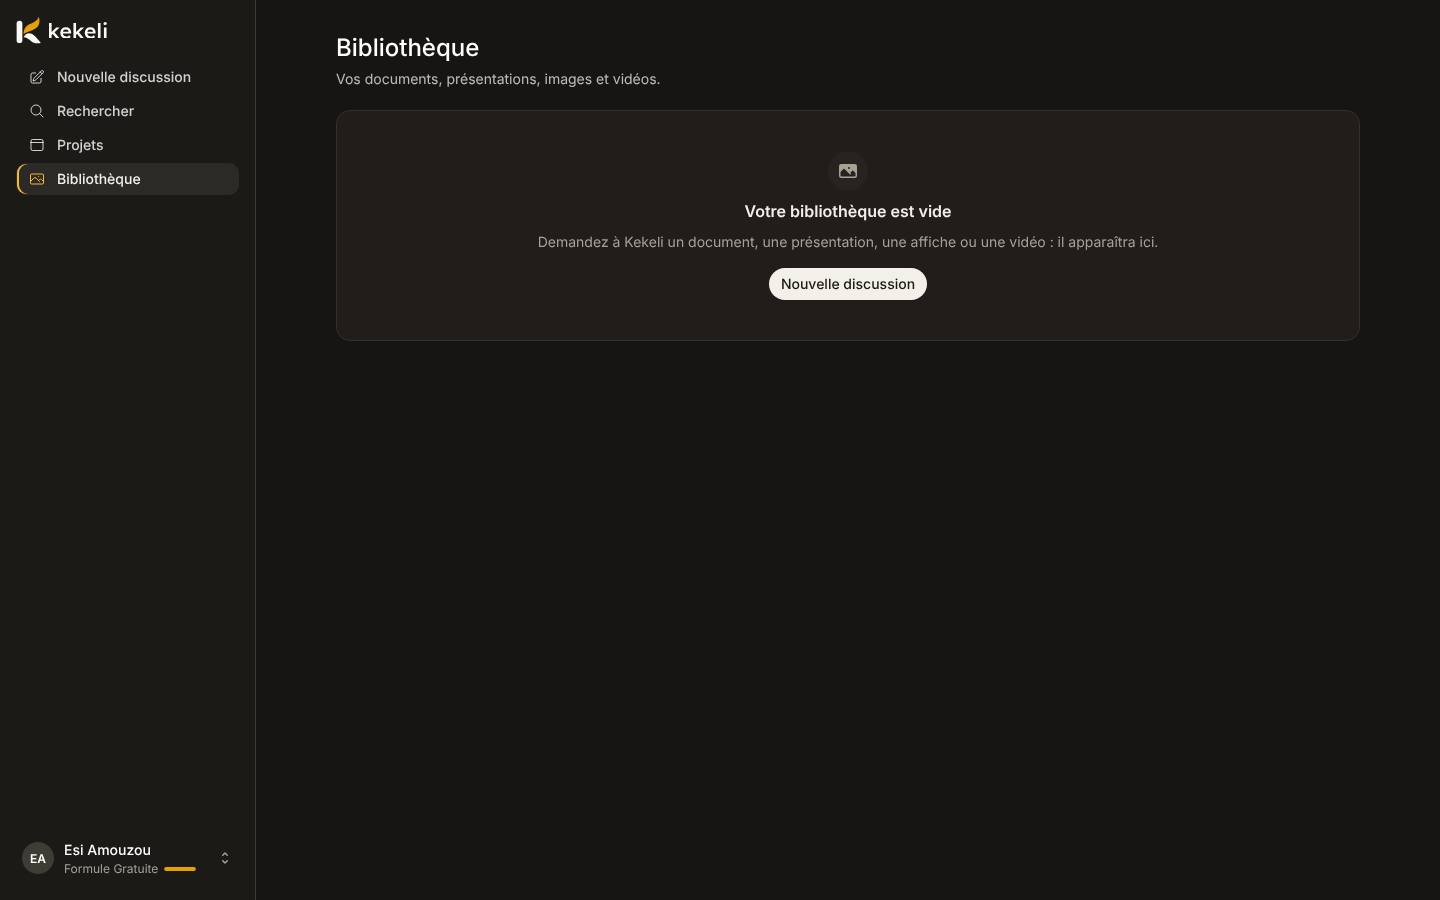 kekeli
Nouvelle discussion
Rechercher
Projets
Bibliothèque
Bibliothèque
Vos documents, présentations, images et vidéos.
Votre bibliothèque est vide
Demandez à Kekeli un document, une présentation, une affiche ou une vidéo : il apparaîtra ici.
Nouvelle discussion
EA
Esi Amouzou
Formule Gratuite